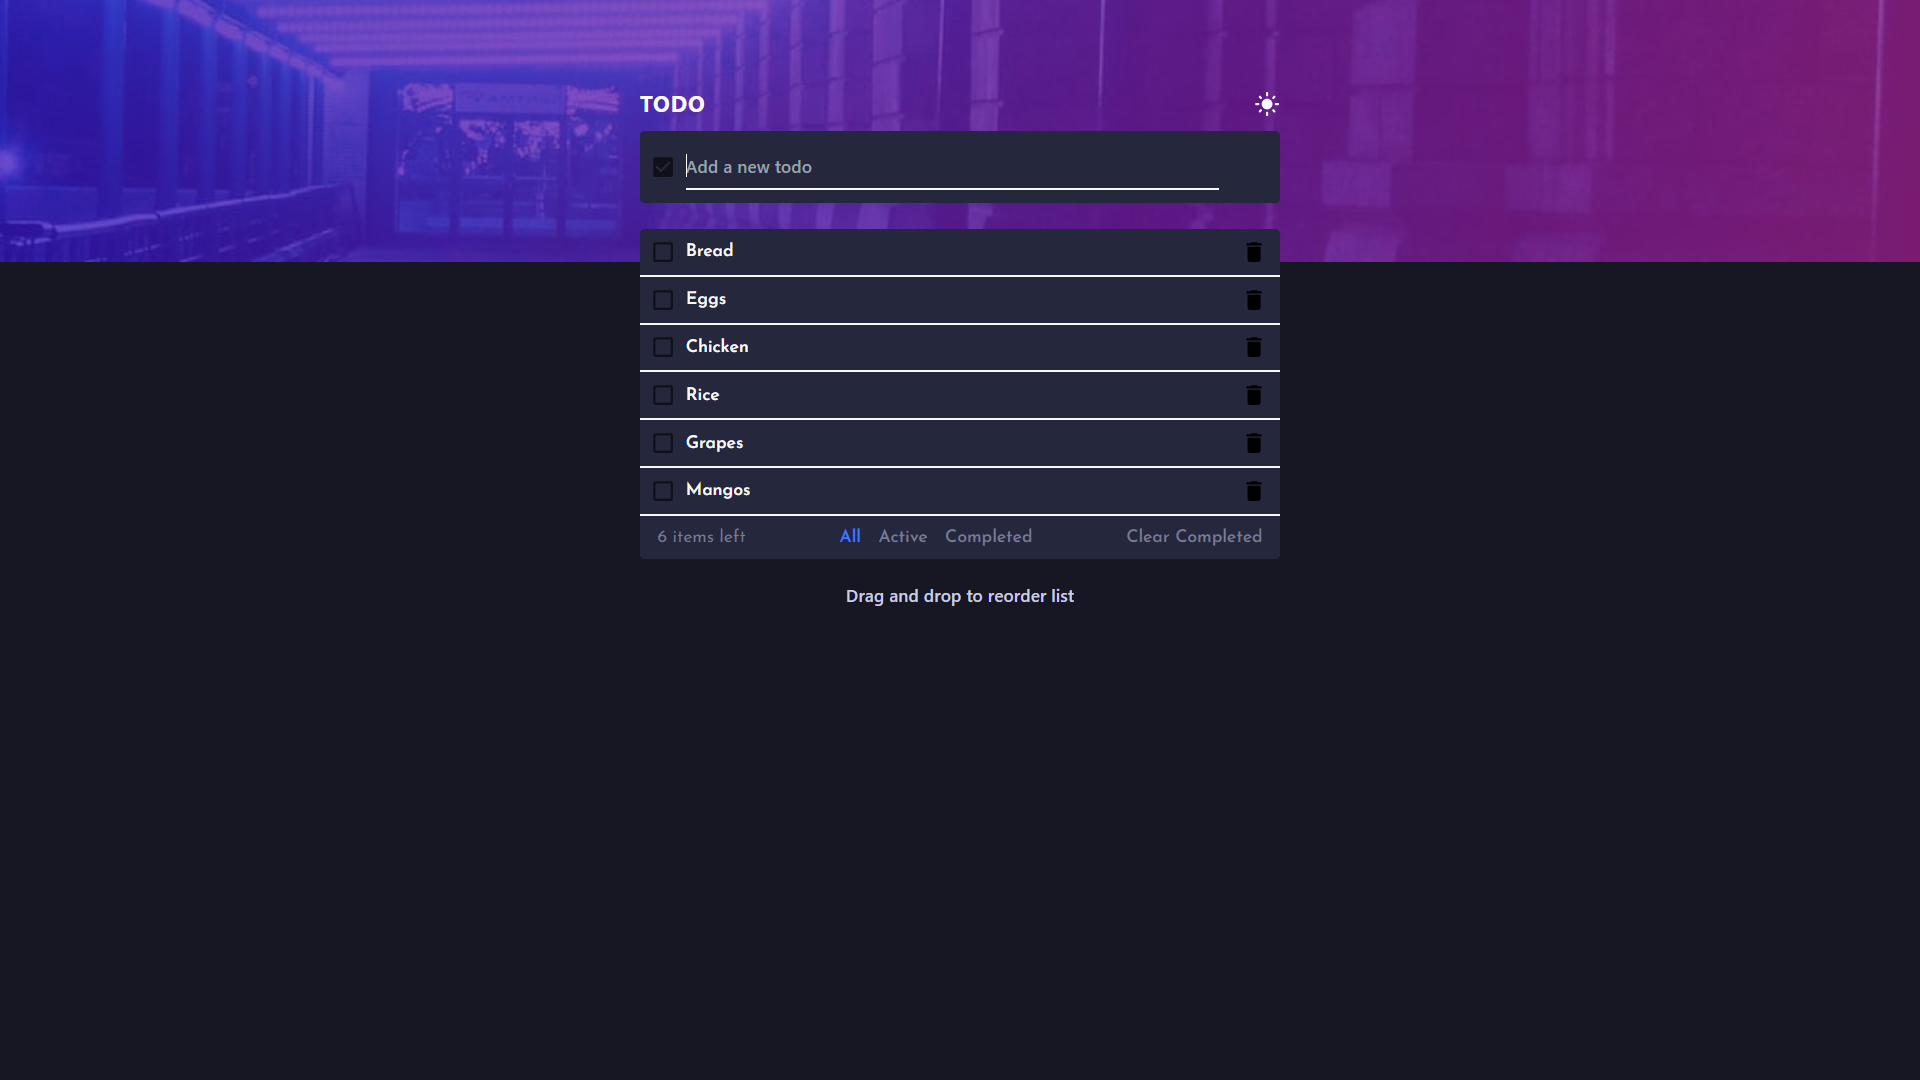 TODO
Add a new todo
Bread
Eggs
Chicken
Rice
Grapes
Mangos
6 items left All Active Completed Clear Completed
Drag and drop to reorder list